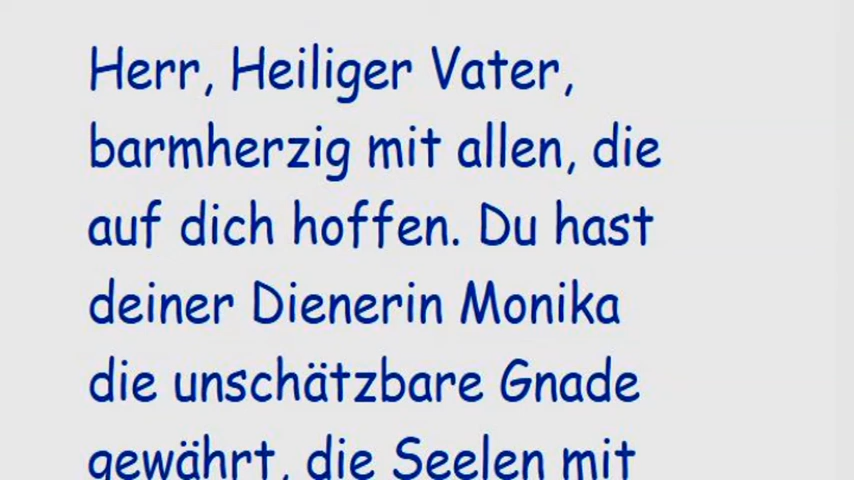 Herr, Heiliger Vater,
barmherzig mit allen, die
auf dich hoffen. Du hast
deiner Dienerin Monika
die unschätzbare Gnade
gewährt, die Seelen mit